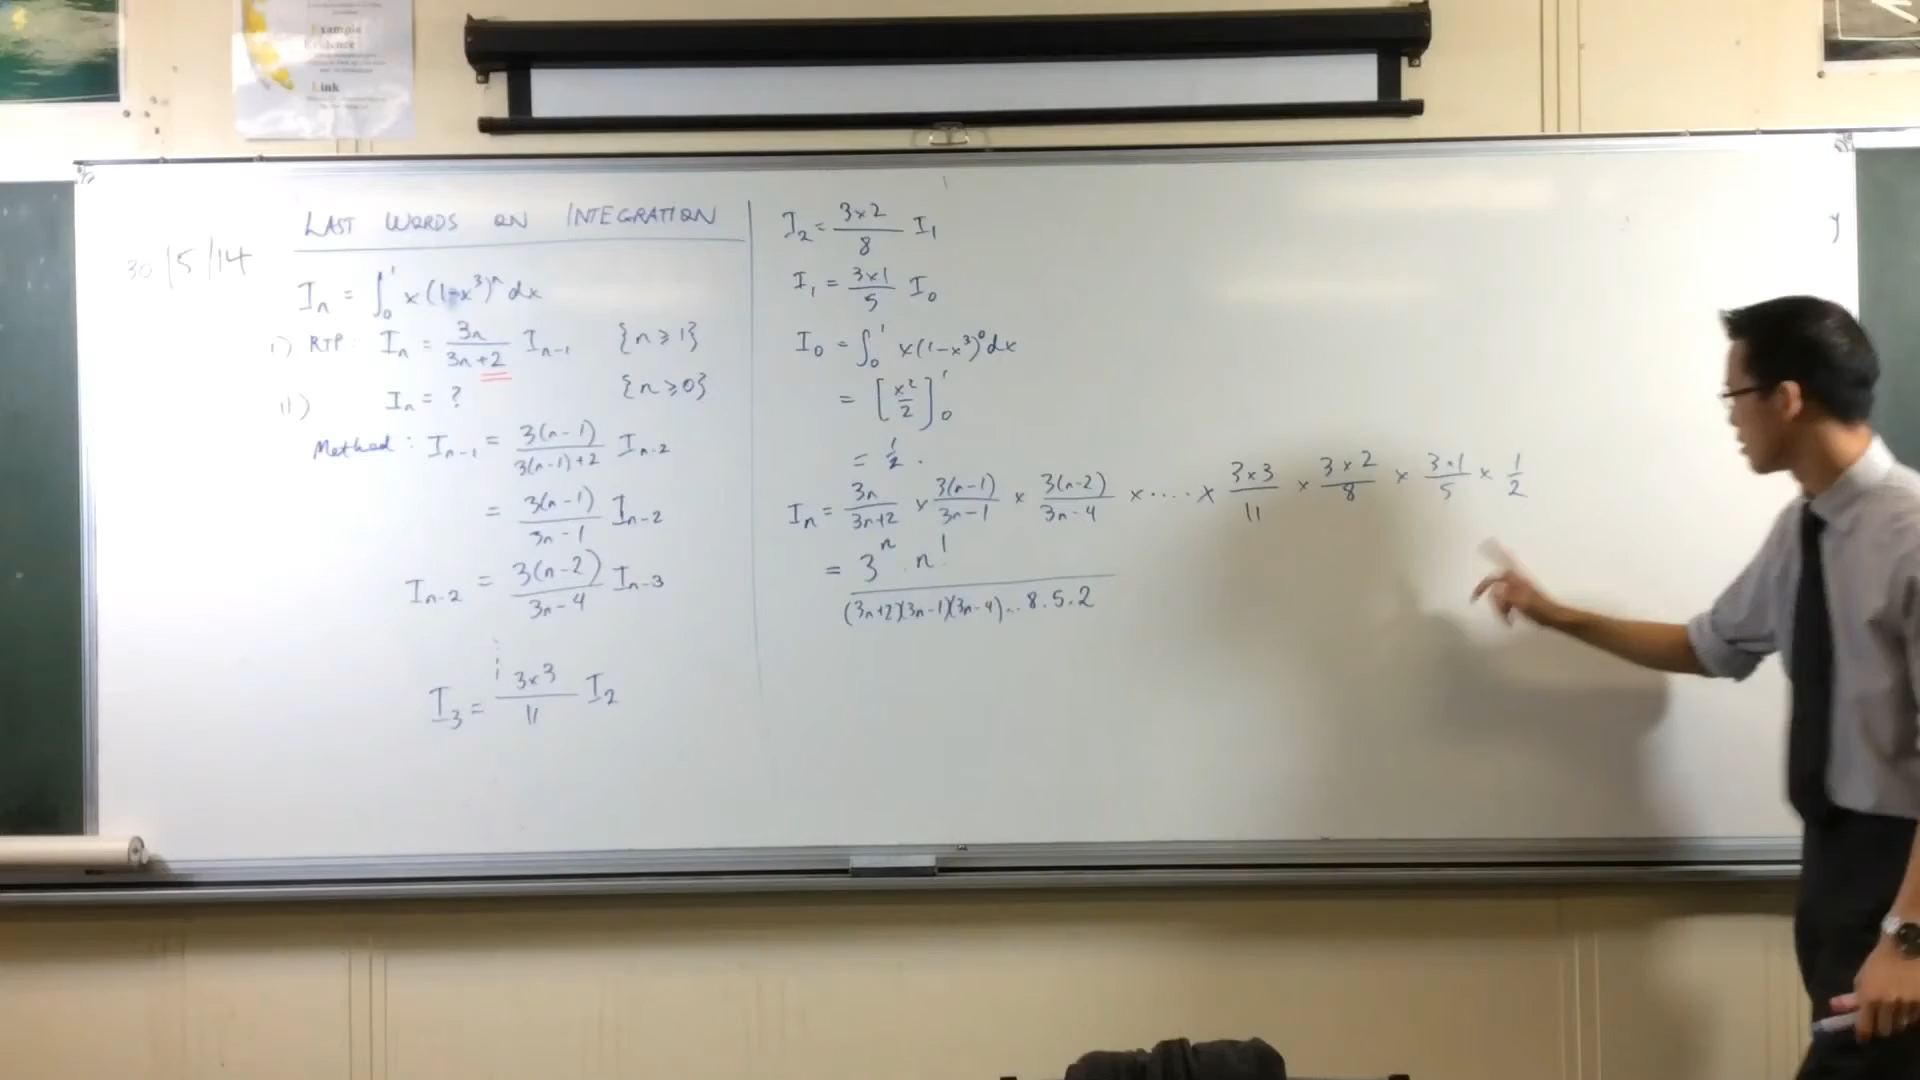 Example
Evidence
Link
LAST WORDS ON INTEGRATION
30/5/14
Iₙ = ∫₀¹ x(1-x³)ⁿ dx
i) RTP: Iₙ = 3n/(3n+2) Iₙ₋₁ {n ≥ 1}
ii) Iₙ = ? {n ≥ 0}
Method: Iₙ₋₁ = 3(n-1)/(3(n-1)+2) Iₙ₋₂
= 3(n-1)/(3n-1) Iₙ₋₂
Iₙ₋₂ = 3(n-2)/(3n-4) Iₙ₋₃
⋮
I₃ = 3×3/11 I₂
I₂ = 3×2/8 I₁
I₁ = 3×1/5 I₀
I₀ = ∫₀¹ x(1-x³)⁰ dx
= [x²/2]₀¹
= 1/2.
Iₙ = 3n/(3n+2) × 3(n-1)/(3n-1) × 3(n-2)/(3n-4) × .... × 3×3/11 × 3×2/8 × 3×1/5 × 1/2
= 3ⁿ.n!/((3n+2)(3n-1)(3n-4)...8.5.2)
y